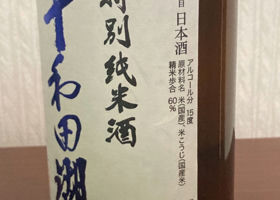 十和田湖
特別純米酒
目 日本酒
アルコール分 15度
原材料名 米(国産)、米こうじ(国産米)
精米歩合 60%